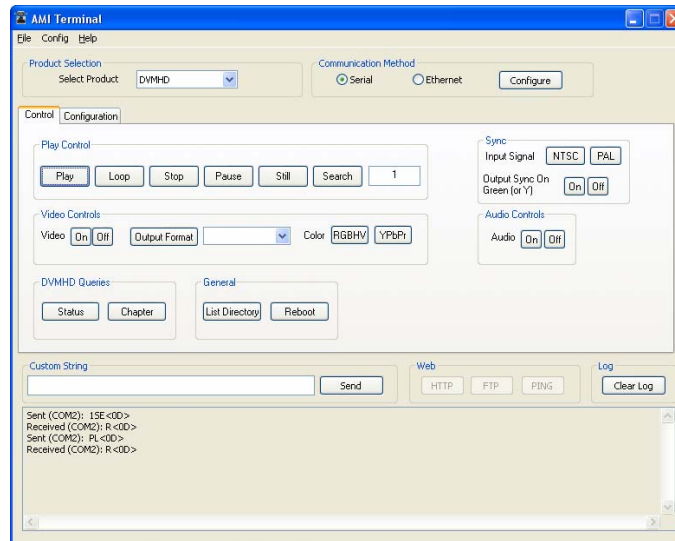 AMI Terminal
File Config Help
Product Selection
Select Product DVMHD
Communication Method
Serial Ethernet Configure
Control Configuration
Play Control
Play Loop Stop Pause Still Search 1
Sync
Input Signal NTSC PAL
Output Sync On
Green (or Y) On Off
Video Controls
Video On Off Output Format Color RGBHV YPbPr
Audio Controls
Audio On Off
DVMHD Queries
Status Chapter
General
List Directory Reboot
Custom String
Send
Web
HTTP FTP PING
Log
Clear Log
Sent (COM2): 1SE<0D>
Received (COM2): R<0D>
Sent (COM2): PL<0D>
Received (COM2): R<0D>